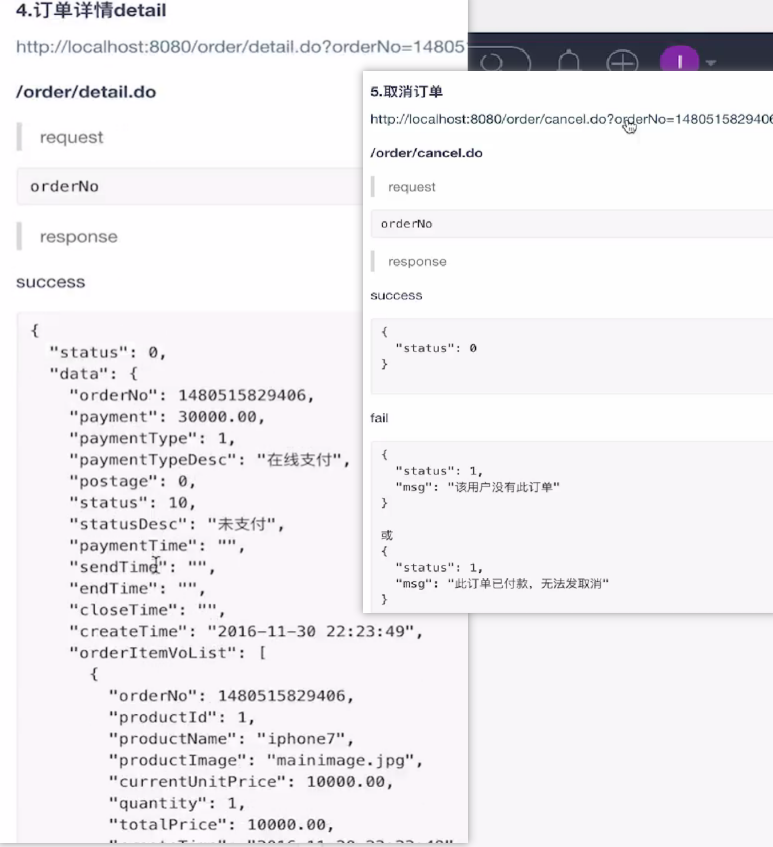 4.订单详情detail
http://localhost:8080/order/detail.do?orderNo=14805
/order/detail.do
request
orderNo
response
success
{
"status": 0,
"data": {
"orderNo": 1480515829406,
"payment": 30000.00,
"paymentType": 1,
"paymentTypeDesc": "在线支付",
"postage": 0,
"status": 10,
"statusDesc": "未支付",
"paymentTime": "",
"sendTime": "",
"endTime": "",
"closeTime": "",
"createTime": "2016-11-30 22:23:49",
"orderItemVoList": [
{
"orderNo": 1480515829406,
"productId": 1,
"productName": "iphone7",
"productImage": "mainimage.jpg",
"currentUnitPrice": 10000.00,
"quantity": 1,
"totalPrice": 10000.00,
5.取消订单
http://localhost:8080/order/cancel.do?orderNo=1480515829406
/order/cancel.do
request
orderNo
response
success
{
"status": 0
}
fail
{
"status": 1,
"msg": "该用户没有此订单"
}
或
{
"status": 1,
"msg": "此订单已付款，无法发取消"
}